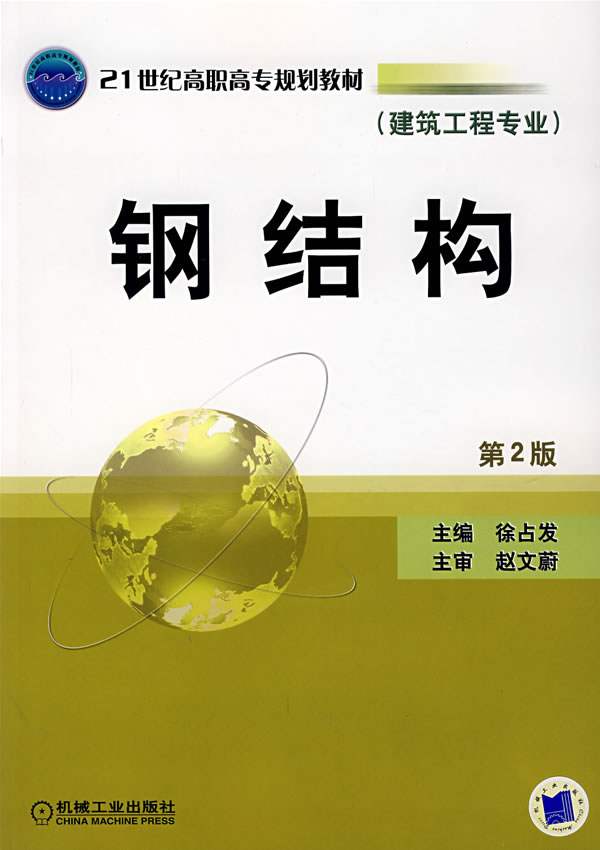 21世纪高职高专规划教材
（建筑工程专业）
钢结构
第2版
主编 徐占发
主审 赵文蔚
机械工业出版社
CHINA MACHINE PRESS